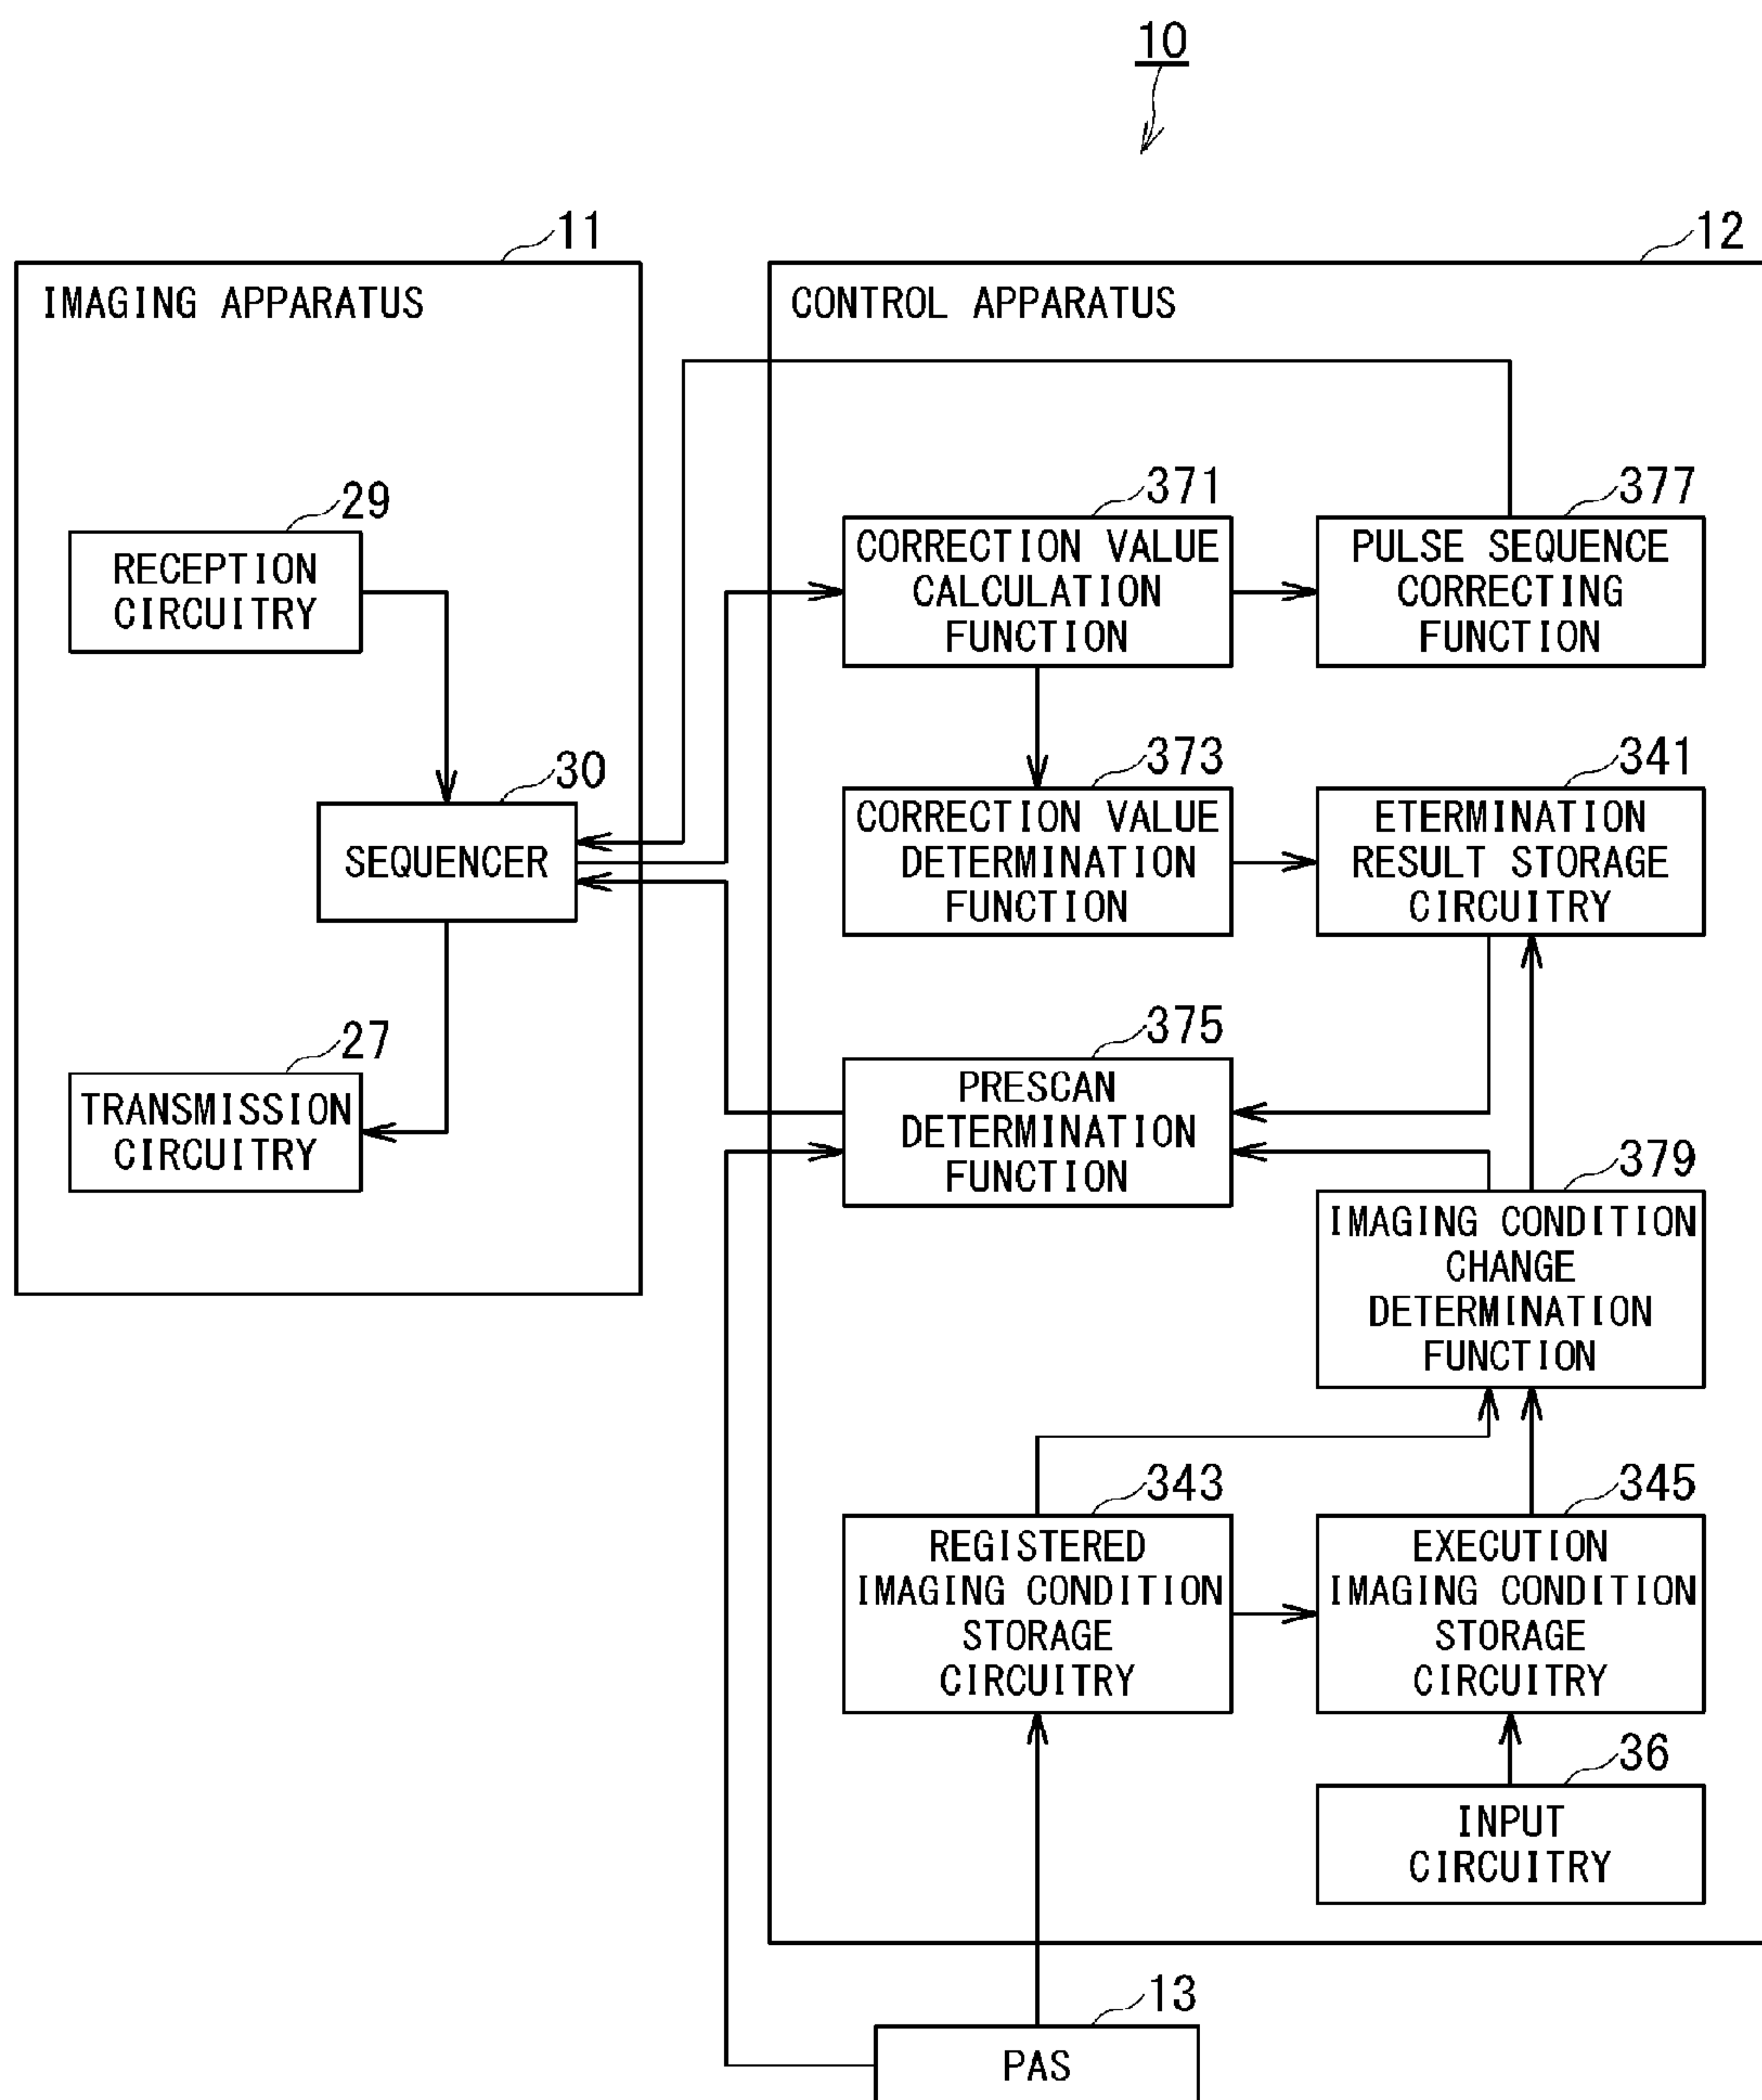 10
11
IMAGING APPARATUS
12
CONTROL APPARATUS
29
RECEPTION
CIRCUITRY
30
SEQUENCER
27
TRANSMISSION
CIRCUITRY
371
CORRECTION VALUE
CALCULATION
FUNCTION
377
PULSE SEQUENCE
CORRECTING
FUNCTION
373
CORRECTION VALUE
DETERMINATION
FUNCTION
341
ETERMINATION
RESULT STORAGE
CIRCUITRY
375
PRESCAN
DETERMINATION
FUNCTION
379
IMAGING CONDITION
CHANGE
DETERMINATION
FUNCTION
343
REGISTERED
IMAGING CONDITION
STORAGE
CIRCUITRY
345
EXECUTION
IMAGING CONDITION
STORAGE
CIRCUITRY
36
INPUT
CIRCUITRY
13
PAS